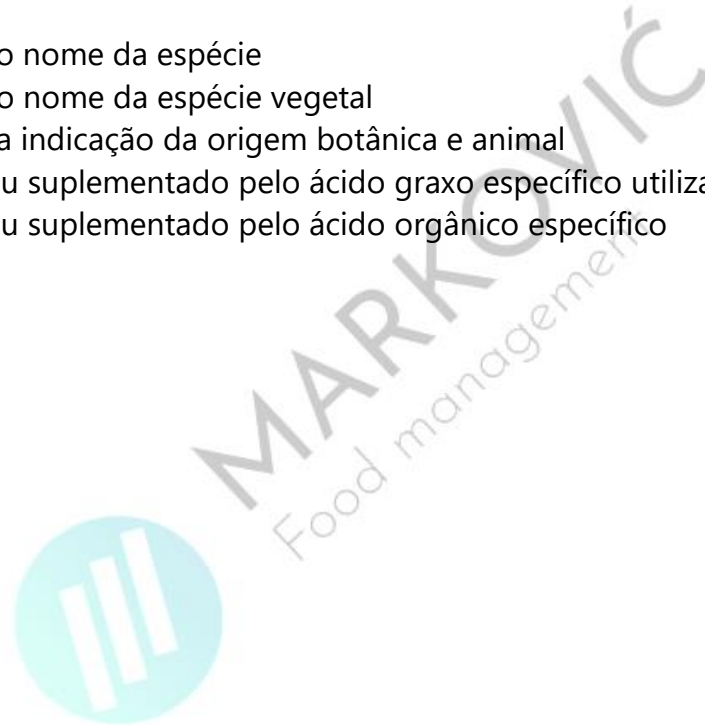 o nome da espécie
o nome da espécie vegetal
a indicação da origem botânica e animal
u suplementado pelo ácido graxo específico utiliza
u suplementado pelo ácido orgânico específico
MARKOVIĆ
Food management